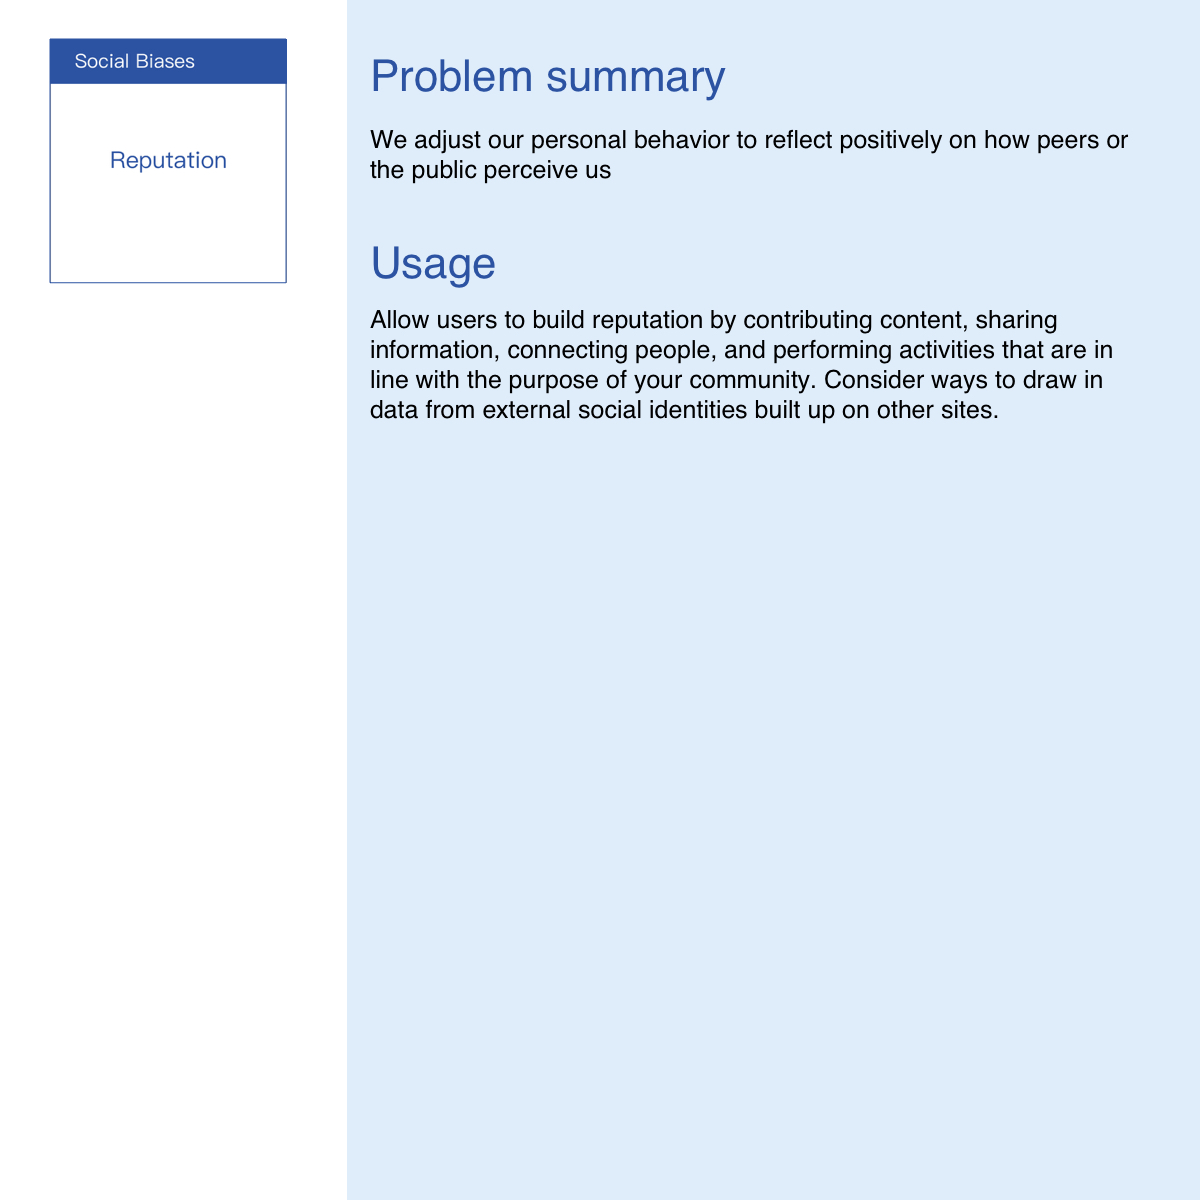 Social Biases
Reputation
Problem summary
We adjust our personal behavior to reflect positively on how peers or
the public perceive us
Usage
Allow users to build reputation by contributing content, sharing
information, connecting people, and performing activities that are in
line with the purpose of your community. Consider ways to draw in
data from external social identities built up on other sites.